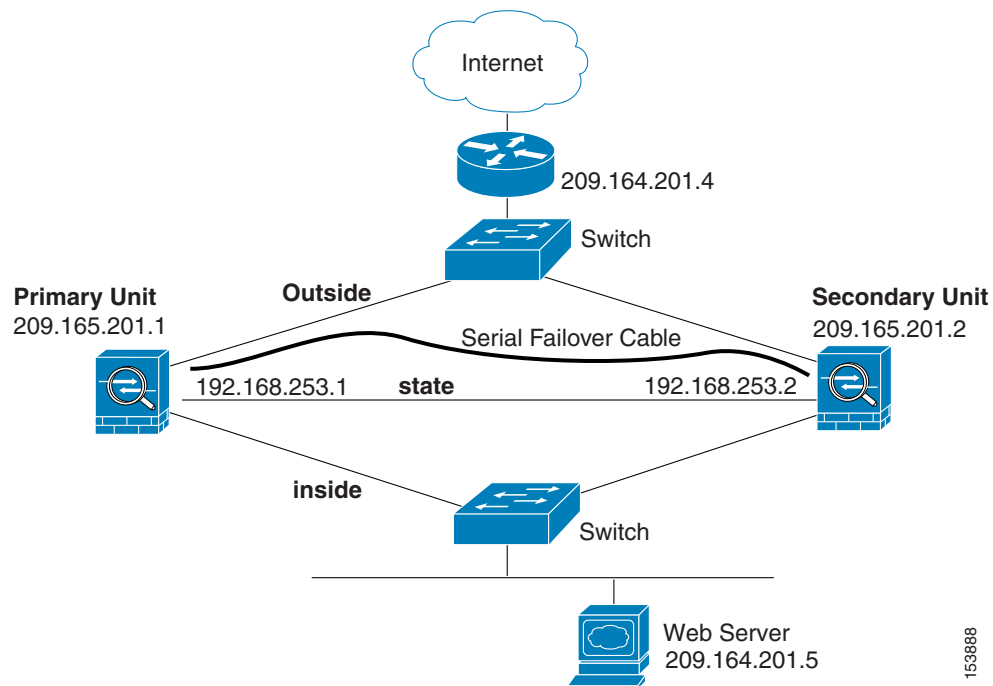 Internet
209.164.201.4
Switch
Outside
Primary Unit
209.165.201.1
Secondary Unit
209.165.201.2
Serial Failover Cable
192.168.253.1
state
192.168.253.2
inside
Switch
Web Server
209.164.201.5
153888